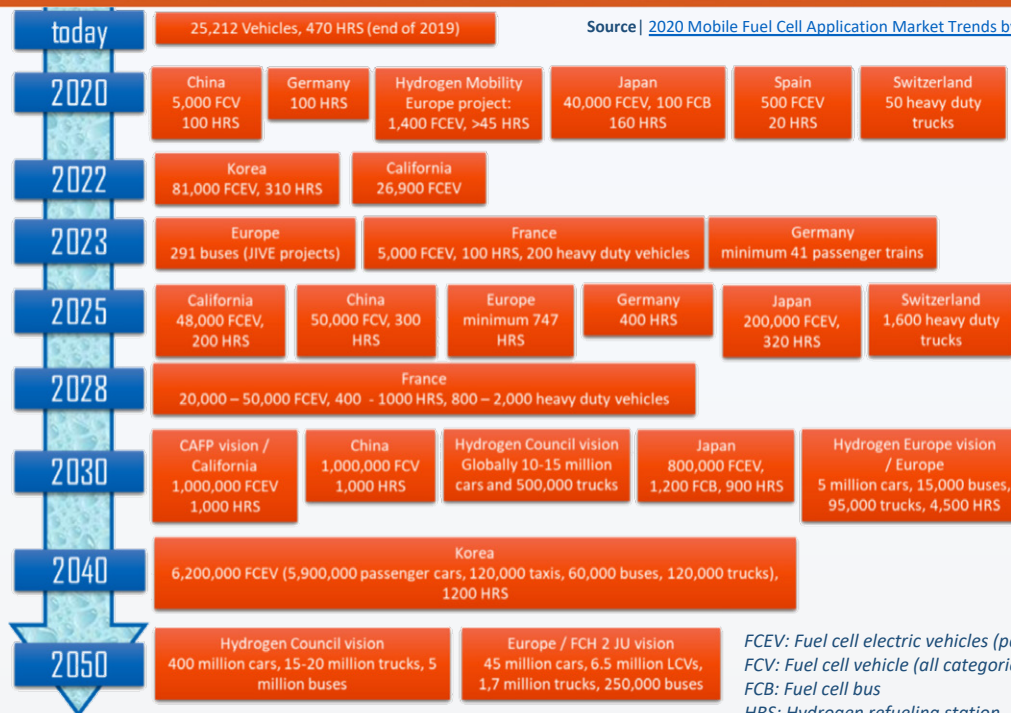 today
25,212 Vehicles, 470 HRS (end of 2019)
Source| 2020 Mobile Fuel Cell Application Market Trends
2020
China
5,000 FCV
100 HRS
Germany
100 HRS
Hydrogen Mobility
Europe project:
1,400 FCEV, >45 HRS
Japan
40,000 FCEV, 100 FCB
160 HRS
Spain
500 FCEV
20 HRS
Switzerland
50 heavy duty
trucks
2022
Korea
81,000 FCEV, 310 HRS
California
26,900 FCEV
2023
Europe
291 buses (JIVE projects)
France
5,000 FCEV, 100 HRS, 200 heavy duty vehicles
Germany
minimum 41 passenger trains
2025
California
48,000 FCEV,
200 HRS
China
50,000 FCV, 300
HRS
Europe
minimum 747
HRS
Germany
400 HRS
Japan
200,000 FCEV,
320 HRS
Switzerland
1,600 heavy duty
trucks
2028
France
20,000 – 50,000 FCEV, 400 - 1000 HRS, 800 – 2,000 heavy duty vehicles
2030
CAFP vision /
California
1,000,000 FCEV
1,000 HRS
China
1,000,000 FCV
1,000 HRS
Hydrogen Council vision
Globally 10-15 million
cars and 500,000 trucks
Japan
800,000 FCEV,
1,200 FCB, 900 HRS
Hydrogen Europe vision
/ Europe
5 million cars, 15,000 buses,
95,000 trucks, 4,500 HRS
2040
Korea
6,200,000 FCEV (5,900,000 passenger cars, 120,000 taxis, 60,000 buses, 120,000 trucks),
1200 HRS
2050
Hydrogen Council vision
400 million cars, 15-20 million trucks, 5
million buses
Europe / FCH 2 JU vision
45 million cars, 6.5 million LCVs,
1,7 million trucks, 250,000 buses
FCEV: Fuel cell electric vehicles
FCV: Fuel cell vehicle (all
FCB: Fuel cell bus
HRS: Hydrogen refueling station